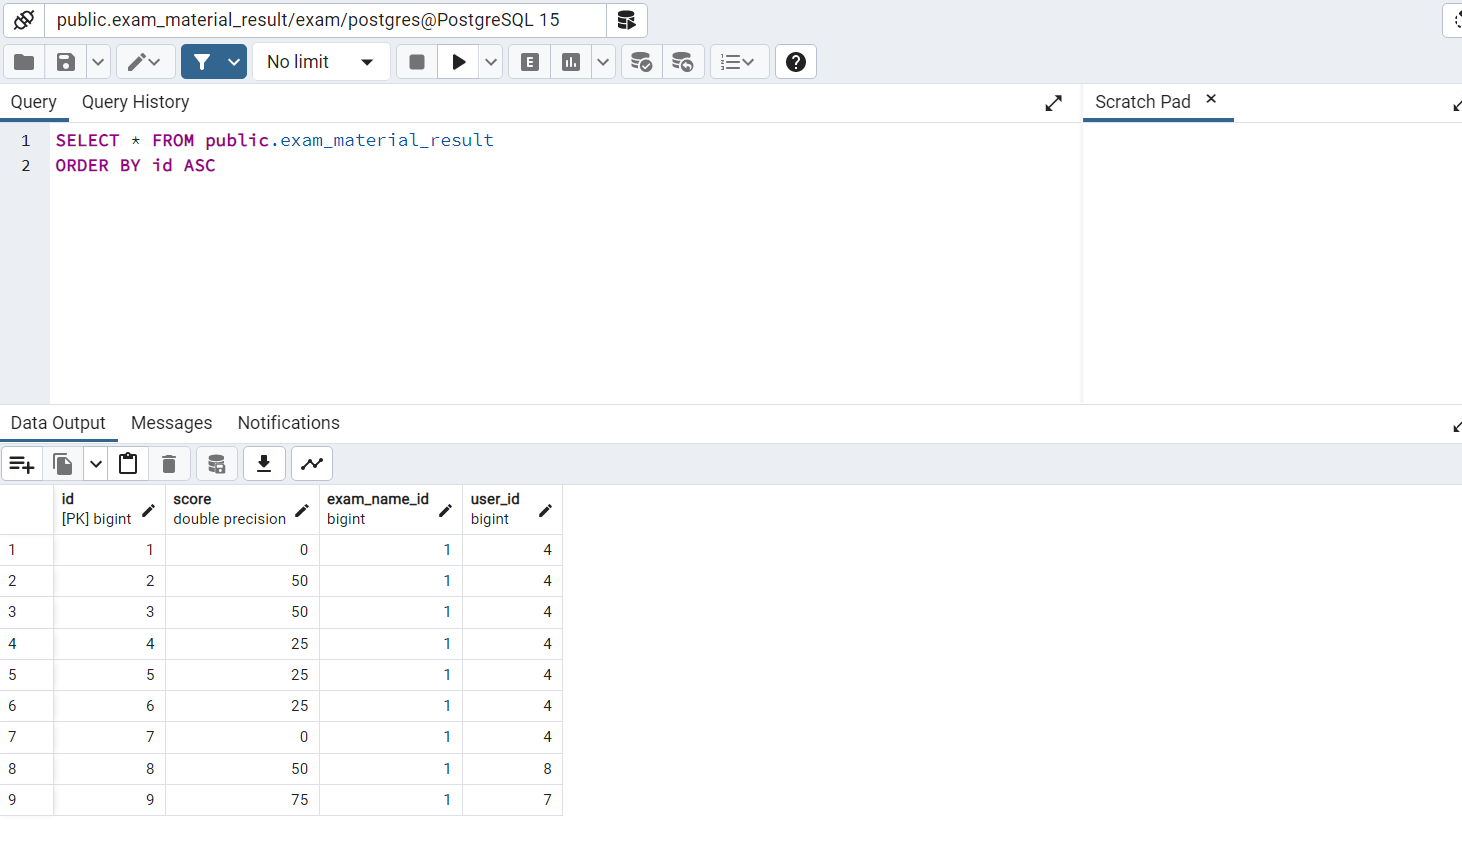 public.exam_material_result/exam/postgres@PostgreSQL 15
No limit
E
Query Query History
Scratch Pad
1 SELECT * FROM public.exam_material_result
2 ORDER BY id ASC
Data Output Messages Notifications
id score exam_name_id user_id
[PK] bigint double precision bigint bigint
1 1 0 1 4
2 2 50 1 4
3 3 50 1 4
4 4 25 1 4
5 5 25 1 4
6 6 25 1 4
7 7 0 1 4
8 8 50 1 8
9 9 75 1 7